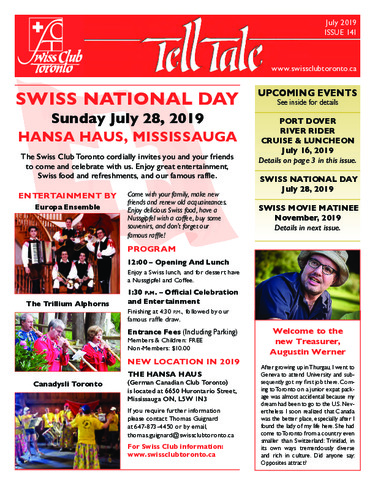 July 2019
ISSUE 141
Swiss Club
Toronto
Tell Tale
www.swissclubtoronto.ca
SWISS NATIONAL DAY
Sunday July 28, 2019
HANSA HAUS, MISSISSAUGA
The Swiss Club Toronto cordially invites you and your friends
to come and celebrate with us. Enjoy great entertainment,
Swiss food and refreshments, and our famous raffle.
ENTERTAINMENT BY
Europa Ensemble
The Trillium Alphorns
Canadysli Toronto
Come with your family, make new
friends and renew old aquaintances.
Enjoy delicious Swiss food, have a
Nussgipfel with a coffee, buy some
souvenirs, and don't forget our
famous raffle!
PROGRAM
12:00 – Opening And Lunch
Enjoy a Swiss lunch, and for dessert have
a Nussgipfel and Coffee.
1:30 P.M. – Official Celebration
and Entertainment
Finishing at 4:30 P.M., followed by our
famous raffle draw.
Entrance Fees (Including Parking)
Members & Children: FREE
Non-Members: $10.00
NEW LOCATION IN 2019
THE HANSA HAUS
(German Canadian Club Toronto)
is located at 6650 Hurontario Street,
Mississauga ON, L5W 1N3
If you require further information
please contact Thomas Guignard
at 647-873-4450 or by email,
thomas.guignard@swissclubtoronto.ca
For Swiss Club information:
www.swissclubtoronto.ca
UPCOMING EVENTS
See inside for details
PORT DOVER
RIVER RIDER
CRUISE & LUNCHEON
July 16, 2019
Details on page 3 in this issue.
SWISS NATIONAL DAY
July 28, 2019
SWISS MOVIE MATINEE
November, 2019
Details in next issue.
Welcome to the
new Treasurer,
Augustin Werner
After growing up in Thurgau, I went to
Geneva to attend University and sub-
sequently got my first job there. Com-
ing to Toronto on a junior expat pack-
age was almost accidental because my
dream had been to go to the U.S. Nev-
ertheless I soon realized that Canada
was the better place, especially after I
found the lady of my life here. She had
come to Toronto from a country even
smaller than Switzerland: Trinidad, in
its own ways tremendously diverse
and rich in culture. Did anyone say:
Opposites attract?